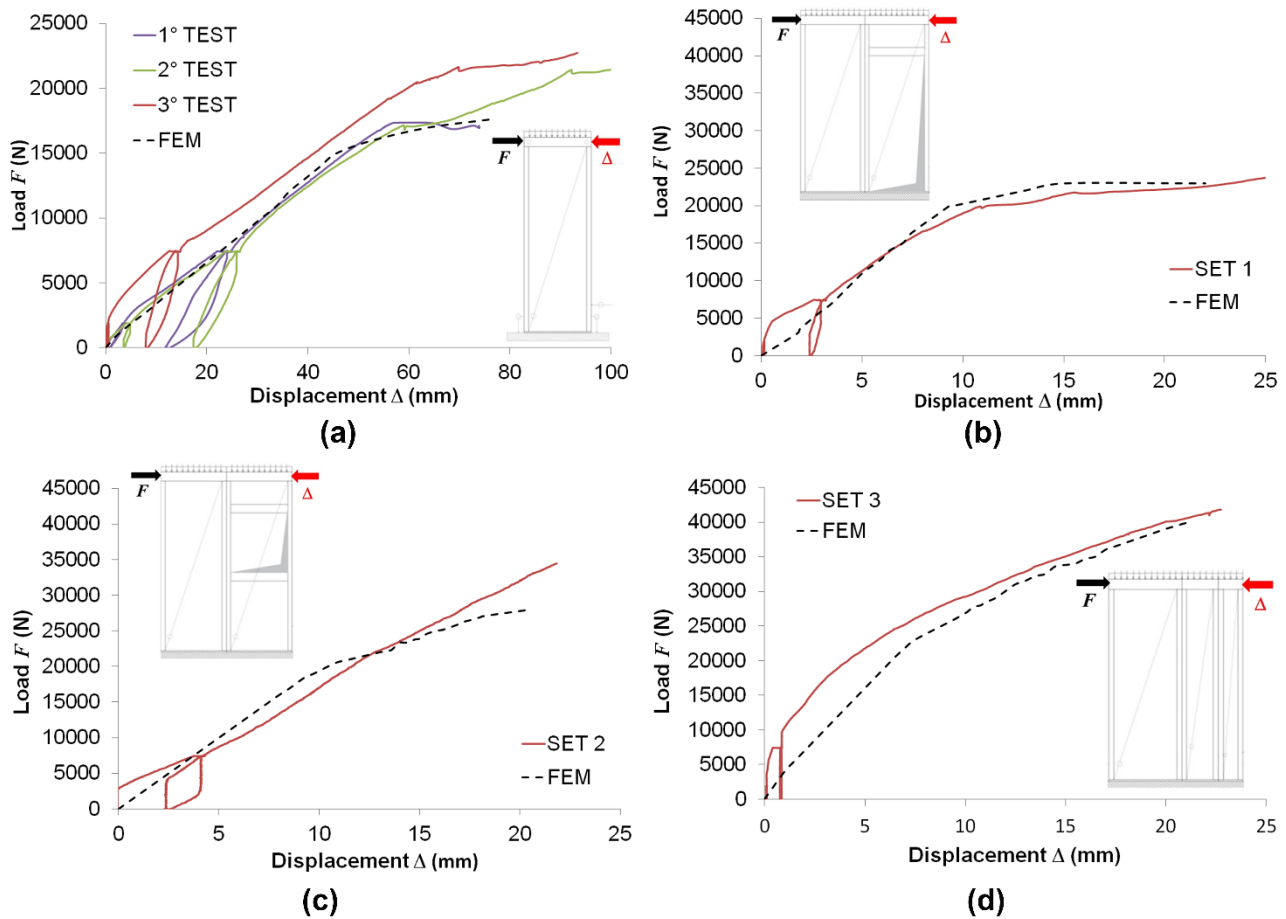 25000
20000
15000
10000
5000
0
Load F (N)
1° TEST
2° TEST
3° TEST
FEM
F
Δ
0 20 40 60 80 100
Displacement Δ (mm)
(a)
45000
40000
35000
30000
25000
20000
15000
10000
5000
0
Load F (N)
F
Δ
SET 1
FEM
0 5 10 15 20 25
Displacement Δ (mm)
(b)
45000
40000
35000
30000
25000
20000
15000
10000
5000
0
Load F (N)
F
Δ
SET 2
FEM
0 5 10 15 20 25
Displacement Δ (mm)
(c)
45000
40000
35000
30000
25000
20000
15000
10000
5000
0
Load F (N)
SET 3
FEM
F
Δ
0 5 10 15 20 25
Displacement Δ (mm)
(d)